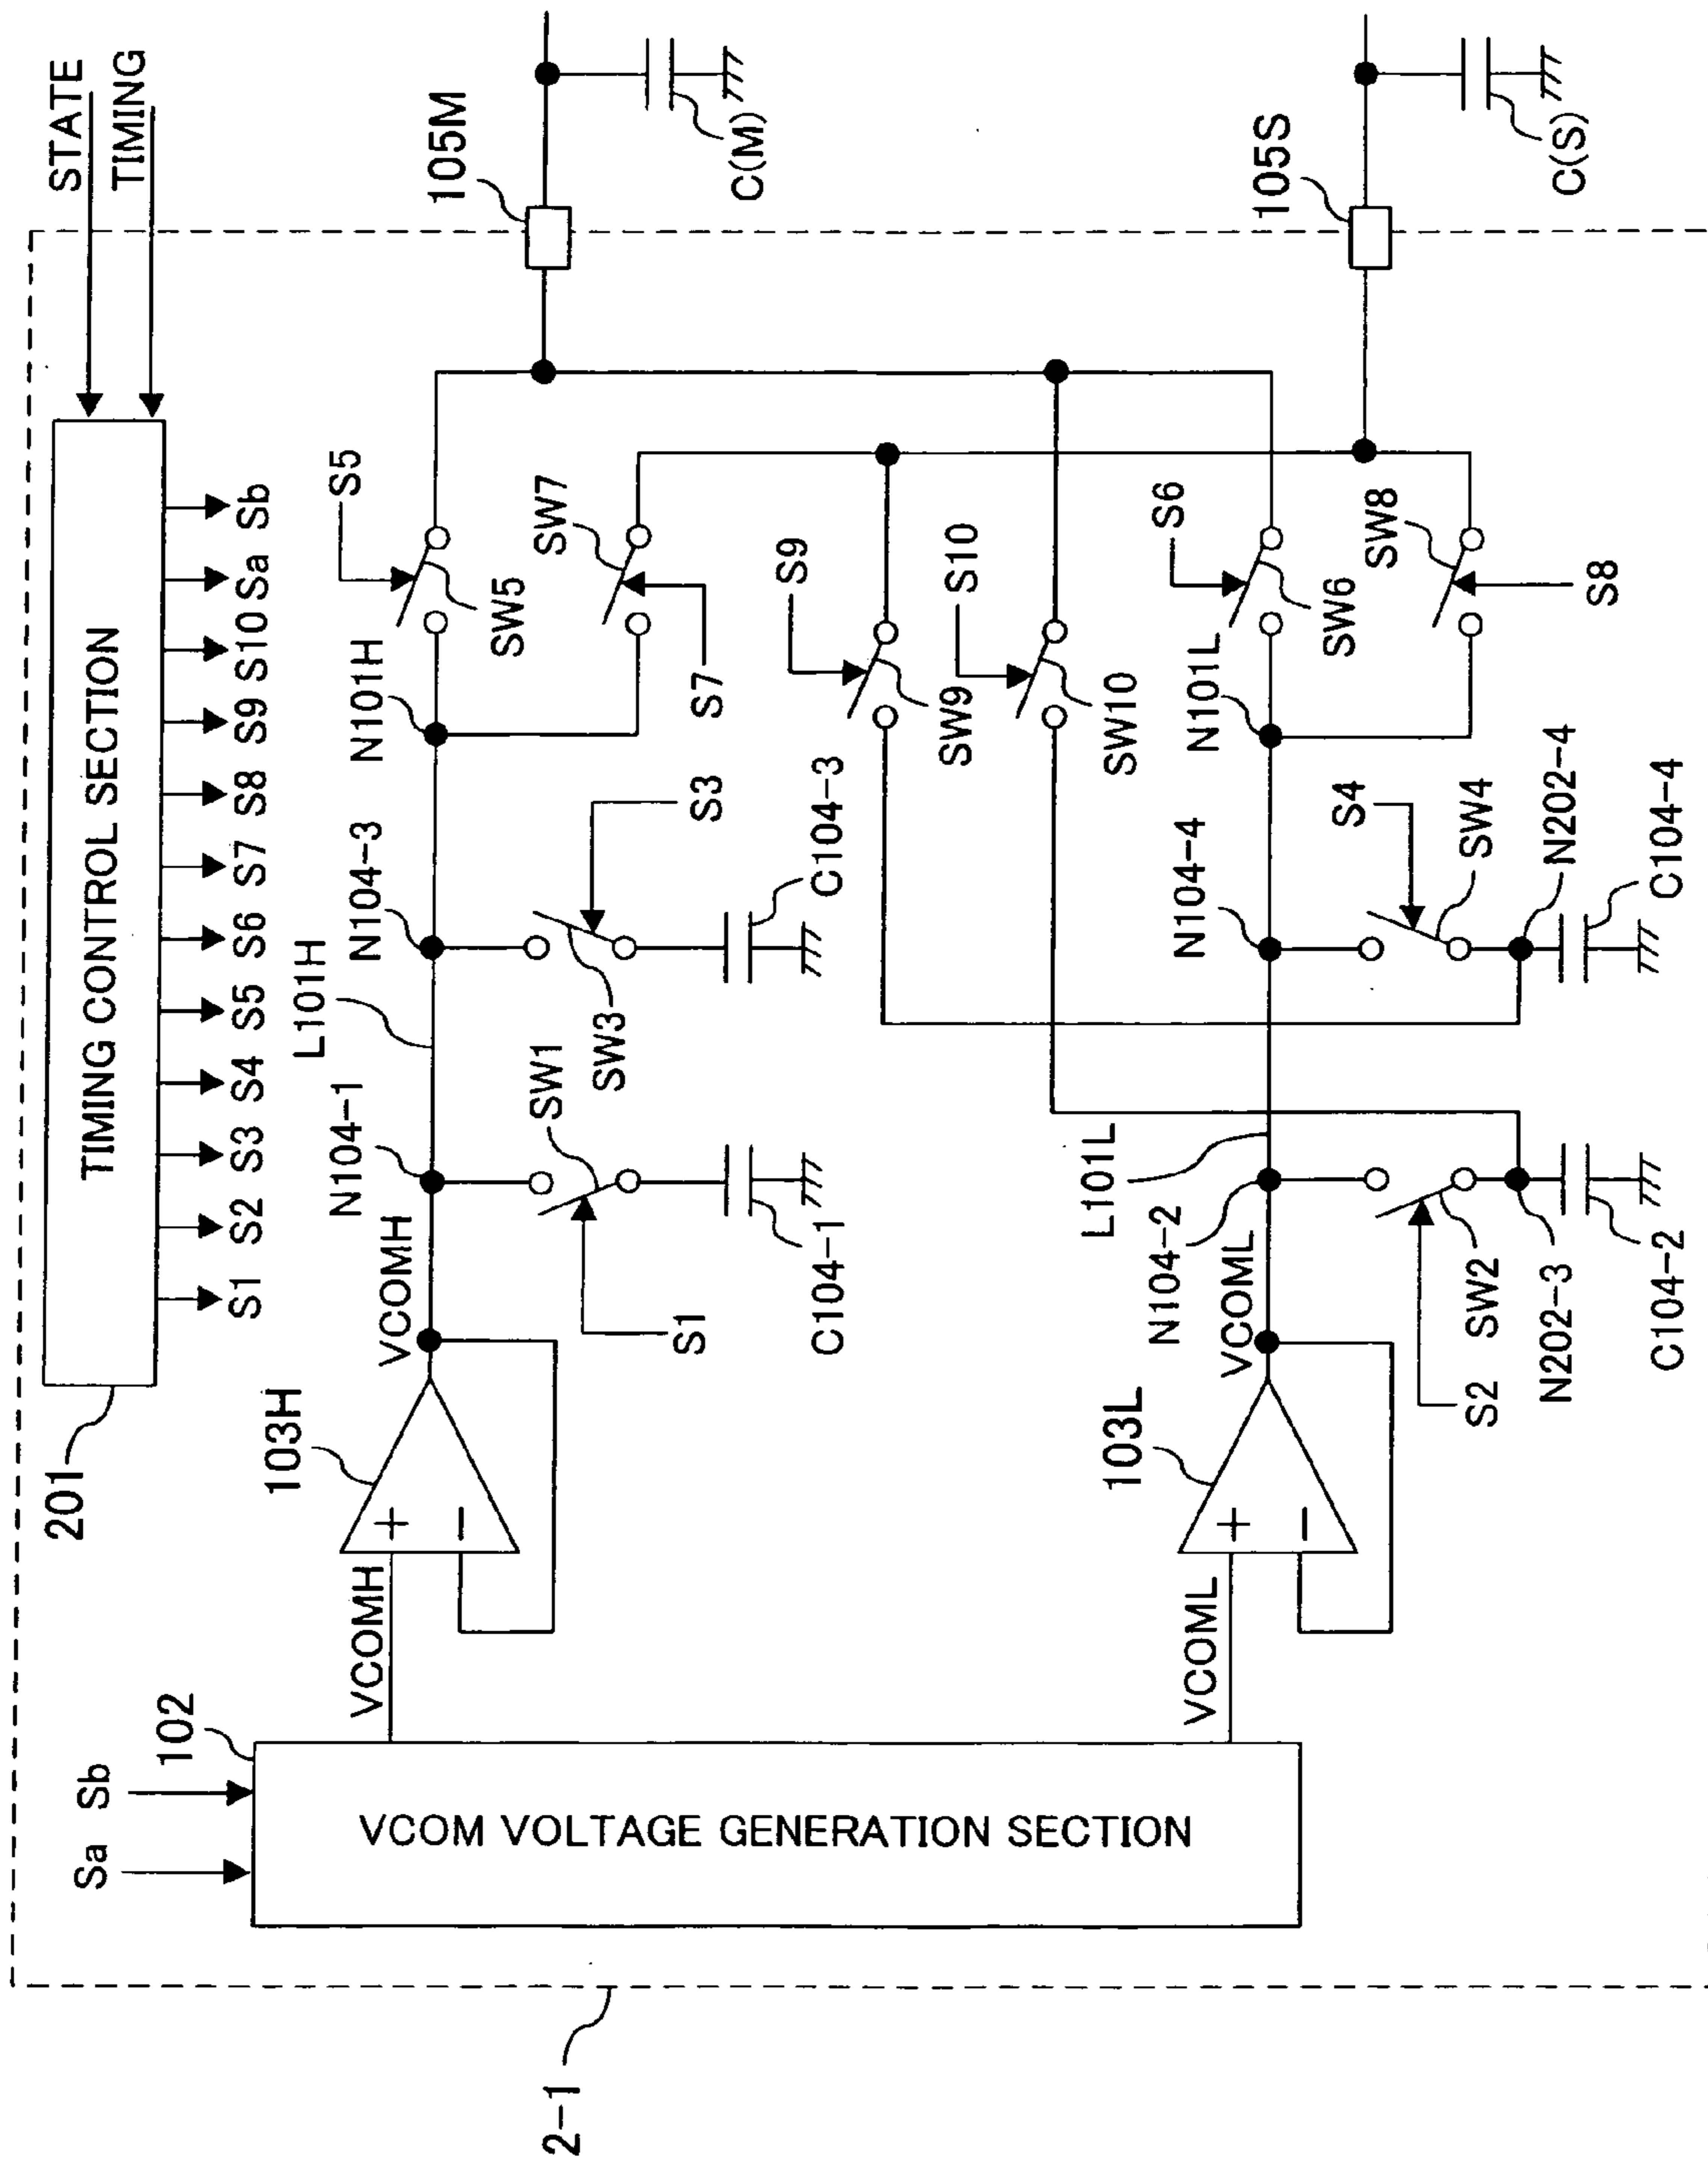 STATE
TIMING
TIMING CONTROL SECTION
201
S1 S2 S3 S4 S5 S6 S7 S8 S9 S10 Sa Sb
Sa Sb
102
VCOM VOLTAGE GENERATION SECTION
2-1
VCOMH
103H
+
-
VCOMH
N104-1
L101H
N104-3
N101H
S5
SW5
105M
C(M)
SW1
S1
C104-1
SW3
S3
C104-3
SW7
S7
S9
SW9
S10
SW10
VCOML
103L
+
-
VCOML
N104-2
L101L
N104-4
N101L
S6
SW6
105S
C(S)
S2
SW2
N202-3
C104-2
S4
SW4
N202-4
C104-4
SW8
S8